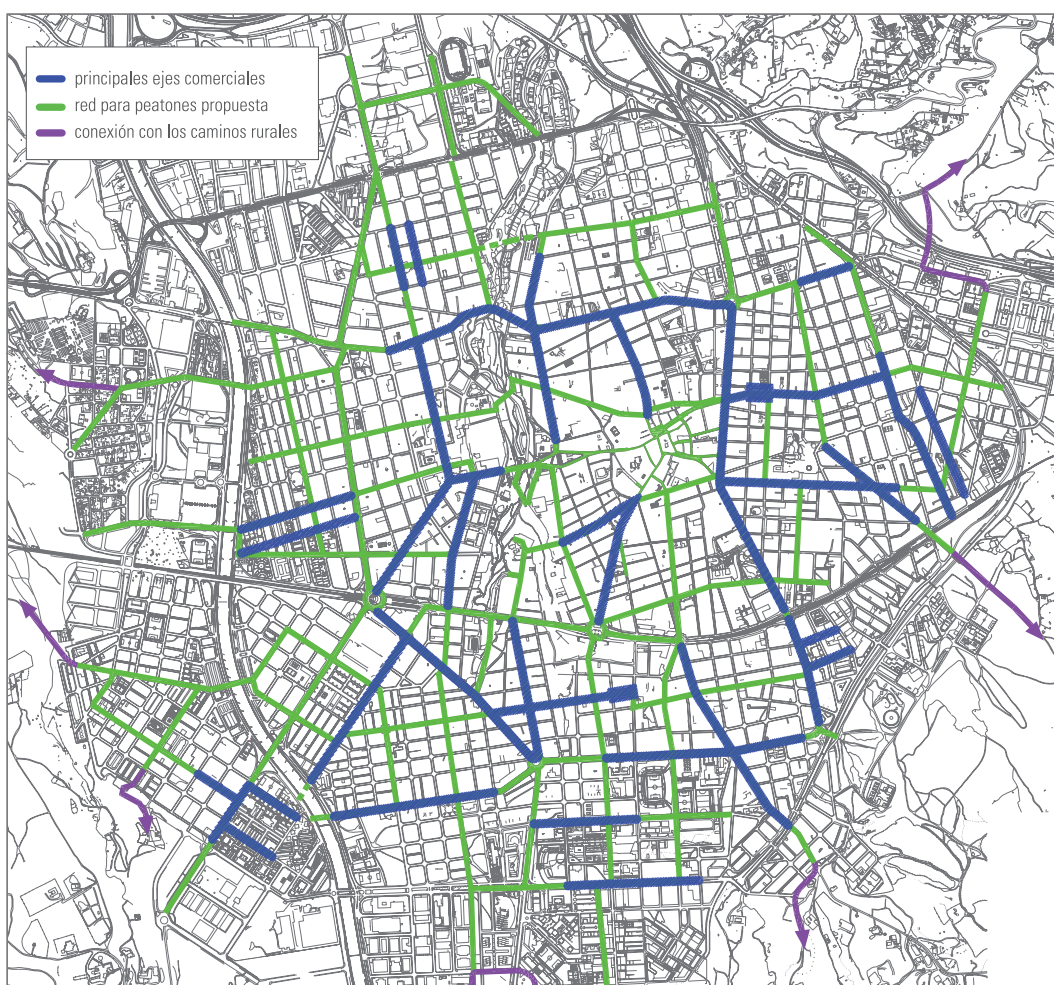 principales ejes comerciales
red para peatones propuesta
conexión con los caminos rurales